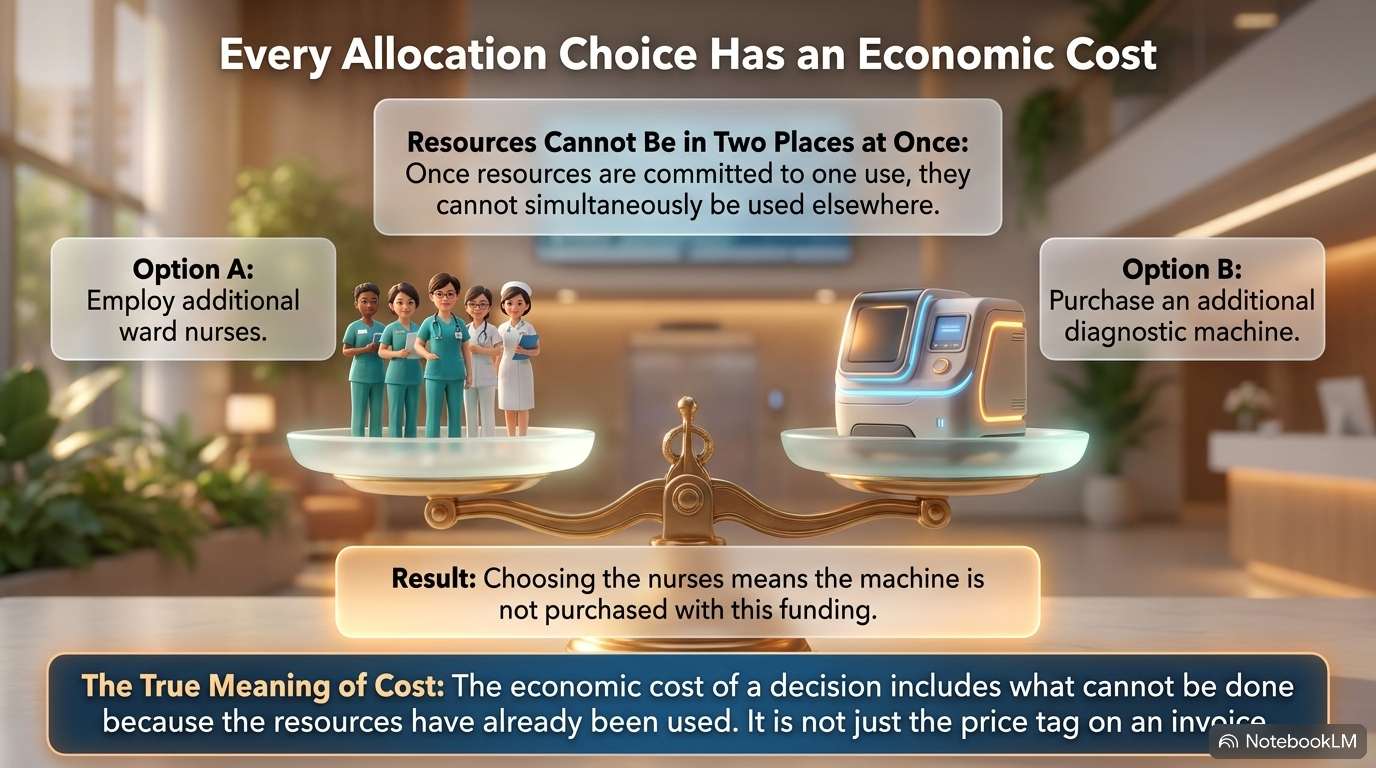 Every Allocation Choice Has an Economic Cost
Resources Cannot Be in Two Places at Once:
Once resources are committed to one use, they
cannot simultaneously be used elsewhere.
Option A:
Employ additional
ward nurses.
Option B:
Purchase an additional
diagnostic machine.
Result: Choosing the nurses means the machine is
not purchased with this funding.
The True Meaning of Cost: The economic cost of a decision includes what cannot be done
because the resources have already been used. It is not just the price tag on an invoice.
NotebookLM